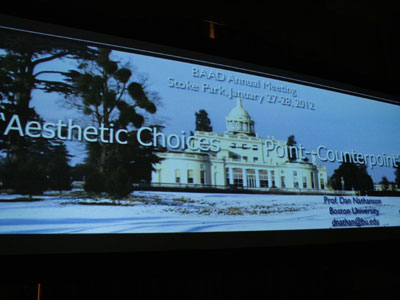 BAAD Annual Meeting
Stoke Park, January 27-28, 2012
"Aesthetic Choices Point - Counterpoint"
Prof. Dan Nathanson
Boston University
dnathan@bu.edu